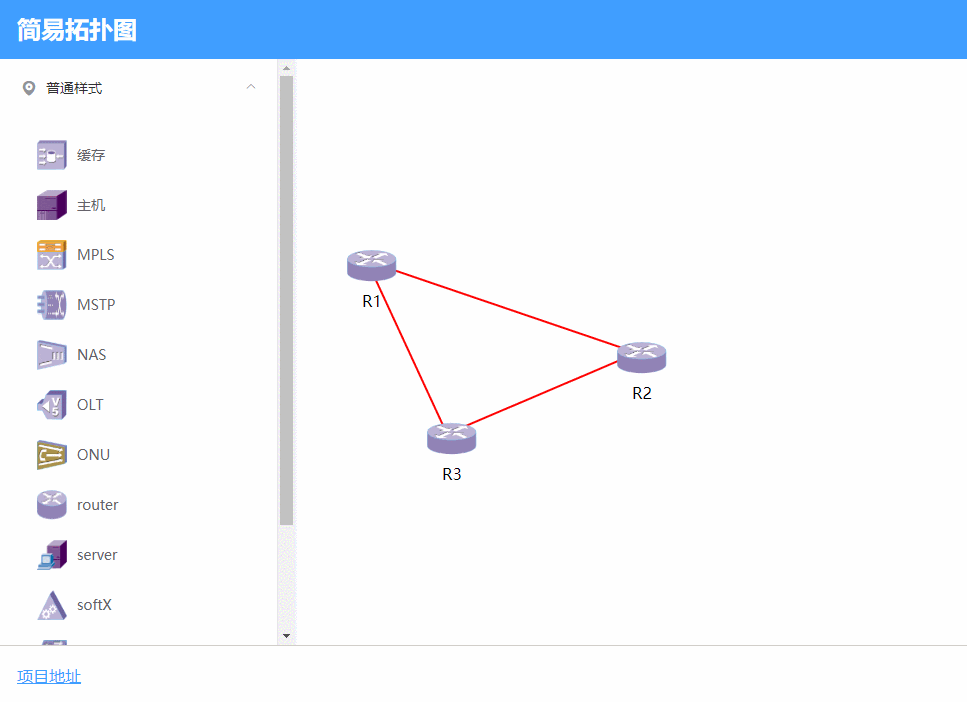 简易拓扑图
普通样式
缓存
主机
MPLS
MSTP
NAS
OLT
ONU
router
server
softX
R1
R2
R3
项目地址